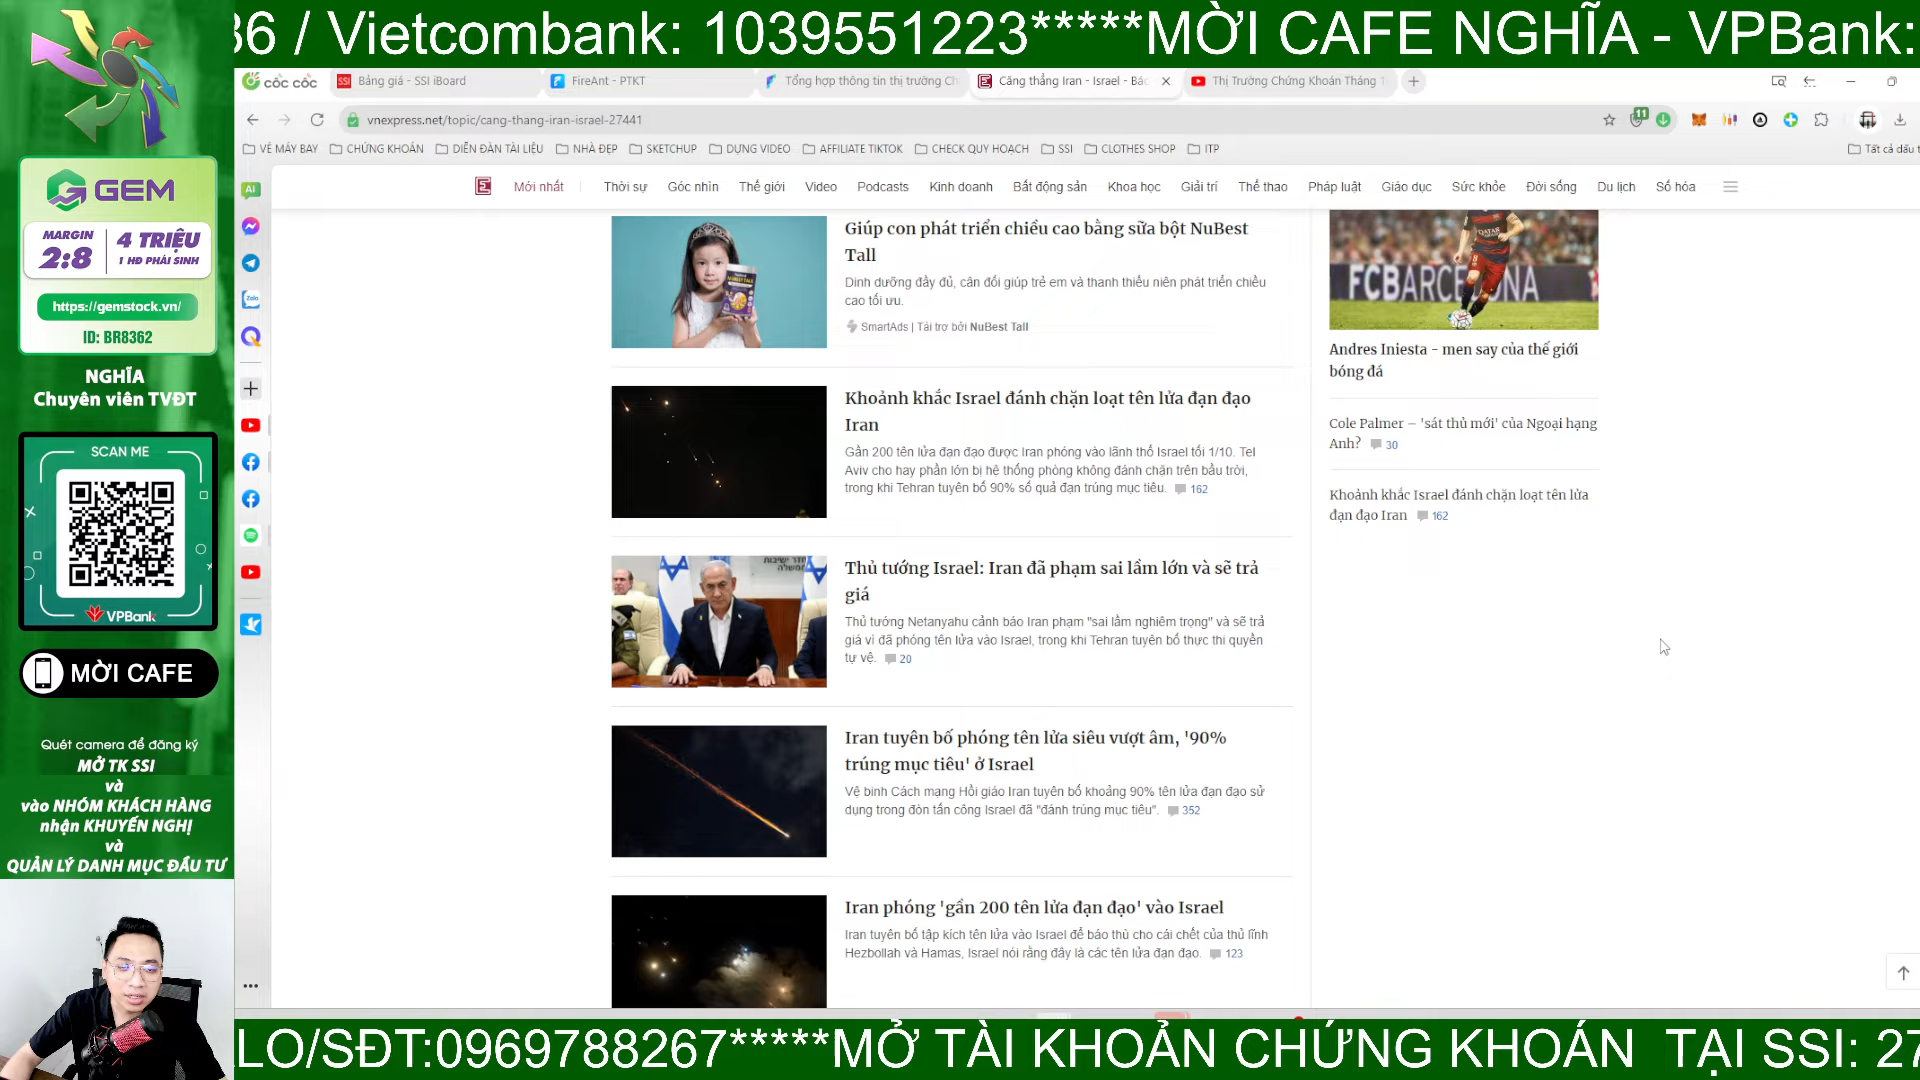 36 / Vietcombank: 1039551223*****MỜI CAFE NGHĨA - VPBank:
GEM
MARGIN
2:8
4 TRIỆU
1 HĐ PHÁI SINH
https://gemstock.vn/
ID: BR8362
NGHĨA
Chuyên viên TVĐT
SCAN ME
VPBank
MỜI CAFE
Quét camera để đăng ký
MỞ TK SSI
và
vào NHÓM KHÁCH HÀNG
nhận KHUYẾN NGHỊ
và
QUẢN LÝ DANH MỤC ĐẦU TƯ
cốc cốc
SSI Bảng giá - SSI iBoard
FireAnt - PTKT
Tổng hợp thông tin thị trường Ch
Căng thẳng Iran - Israel - Báo
Thị Trường Chứng Khoán Tháng 1
vnexpress.net/topic/cang-thang-iran-israel-27441
11
VÉ MÁY BAY
CHỨNG KHOÁN
DIỄN ĐÀN TÀI LIỆU
NHÀ ĐẸP
SKETCHUP
DỰNG VIDEO
AFFILIATE TIKTOK
CHECK QUY HOẠCH
SSI
CLOTHES SHOP
ITP
Tất cả dấu t
AI
Zalo
E Mới nhất Thời sự Góc nhìn Thế giới Video Podcasts Kinh doanh Bất động sản Khoa học Giải trí Thể thao Pháp luật Giáo dục Sức khỏe Đời sống Du lịch Số hóa
Giúp con phát triển chiều cao bằng sữa bột NuBest
Tall
Dinh dưỡng đầy đủ, cân đối giúp trẻ em và thanh thiếu niên phát triển chiều
cao tối ưu.
SmartAds | Tài trợ bởi NuBest Tall
Khoảnh khắc Israel đánh chặn loạt tên lửa đạn đạo
Iran
Gần 200 tên lửa đạn đạo được Iran phóng vào lãnh thổ Israel tối 1/10. Tel
Aviv cho hay phần lớn bị hệ thống phòng không đánh chặn trên bầu trời,
trong khi Tehran tuyên bố 90% số quả đạn trúng mục tiêu. 162
Thủ tướng Israel: Iran đã phạm sai lầm lớn và sẽ trả
giá
Thủ tướng Netanyahu cảnh báo Iran phạm "sai lầm nghiêm trọng" và sẽ trả
giá vì đã phóng tên lửa vào Israel, trong khi Tehran tuyên bố thực thi quyền
tự vệ. 20
Iran tuyên bố phóng tên lửa siêu vượt âm, '90%
trúng mục tiêu' ở Israel
Vệ binh Cách mạng Hồi giáo Iran tuyên bố khoảng 90% tên lửa đạn đạo sử
dụng trong đòn tấn công Israel đã "đánh trúng mục tiêu". 352
Iran phóng 'gần 200 tên lửa đạn đạo' vào Israel
Iran tuyên bố tập kích tên lửa vào Israel để báo thù cho cái chết của thủ lĩnh
Hezbollah và Hamas, Israel nói rằng đây là các tên lửa đạn đạo. 123
Andres Iniesta - men say của thế giới
bóng đá
Cole Palmer – 'sát thủ mới' của Ngoại hạng
Anh? 30
Khoảnh khắc Israel đánh chặn loạt tên lửa
đạn đạo Iran 162
LO/SĐT:0969788267*****MỞ TÀI KHOẢN CHỨNG KHOÁN TẠI SSI: 27